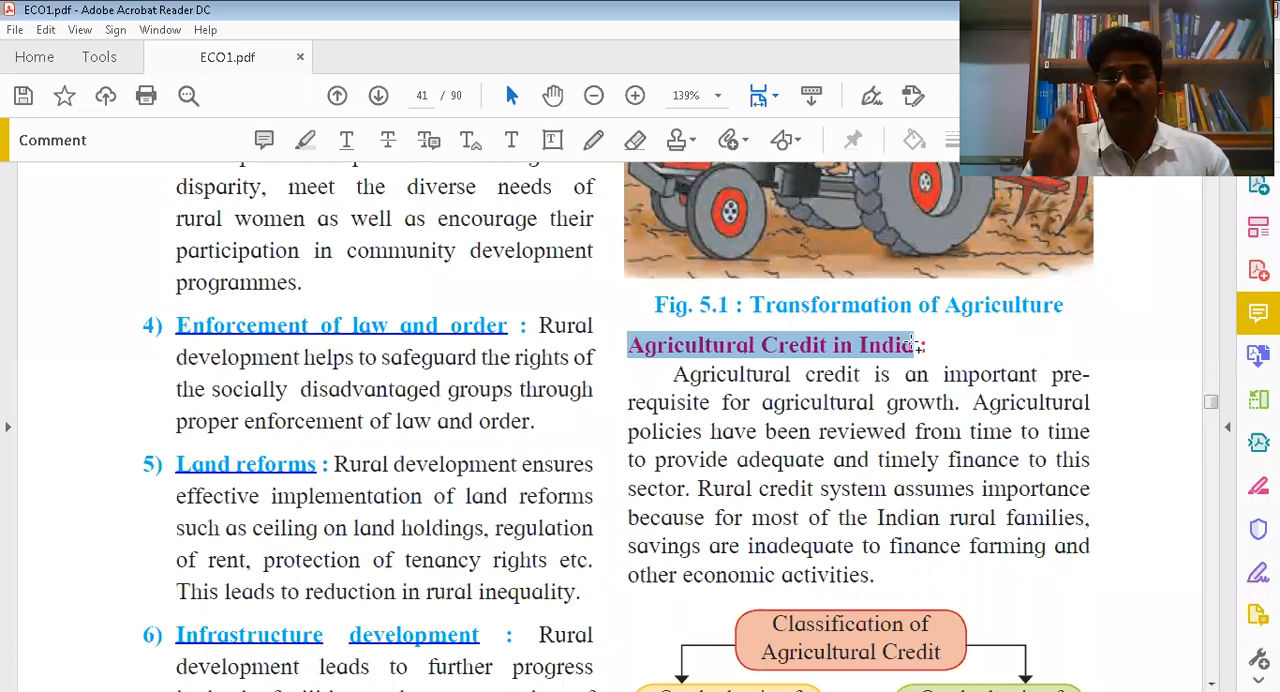 ECO1.pdf - Adobe Acrobat Reader DC
File Edit View Sign Window Help
Home Tools ECO1.pdf ×
41 / 90 139%
Comment
disparity, meet the diverse needs of
rural women as well as encourage their
participation in community development
programmes.
4) Enforcement of law and order : Rural
development helps to safeguard the rights of
the socially disadvantaged groups through
proper enforcement of law and order.
5) Land reforms : Rural development ensures
effective implementation of land reforms
such as ceiling on land holdings, regulation
of rent, protection of tenancy rights etc.
This leads to reduction in rural inequality.
6) Infrastructure development : Rural
development leads to further progress
Fig. 5.1 : Transformation of Agriculture
Agricultural Credit in India:
Agricultural credit is an important pre-
requisite for agricultural growth. Agricultural
policies have been reviewed from time to time
to provide adequate and timely finance to this
sector. Rural credit system assumes importance
because for most of the Indian rural families,
savings are inadequate to finance farming and
other economic activities.
Classification of
Agricultural Credit